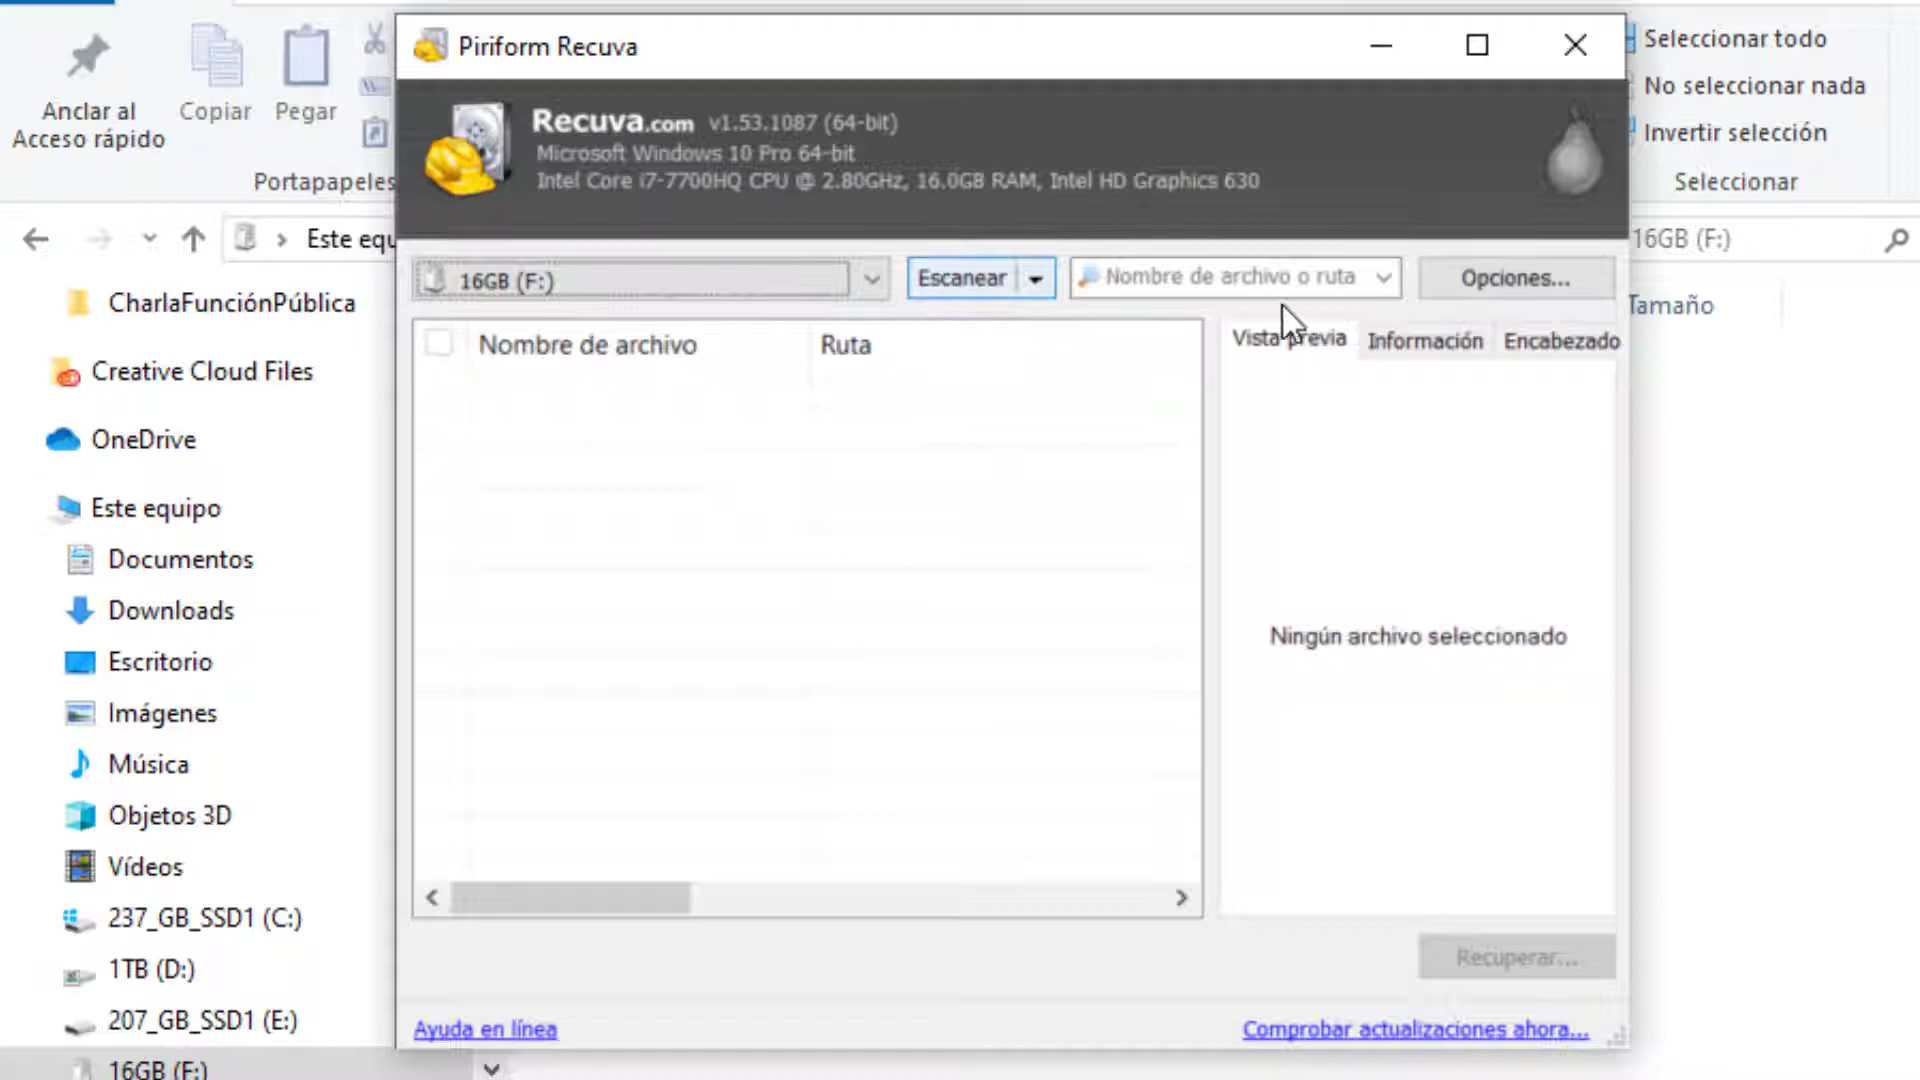 Anclar al
Acceso rápido
Copiar
Pegar
Portapapeles
Piriform Recuva
Seleccionar todo
No seleccionar nada
Invertir selección
Seleccionar
Recuva.com v1.53.1087 (64-bit)
Microsoft Windows 10 Pro 64-bit
Intel Core i7-7700HQ CPU @ 2.80GHz, 16.0GB RAM, Intel HD Graphics 630
Este equ
16GB (F:)
16GB (F:)
Escanear
Nombre de archivo o ruta
Opciones...
Tamaño
Nombre de archivo
Ruta
Vista previa
Información
Encabezado
CharlaFunciónPública
Creative Cloud Files
OneDrive
Este equipo
Documentos
Downloads
Escritorio
Imágenes
Música
Objetos 3D
Vídeos
237_GB_SSD1 (C:)
1TB (D:)
207_GB_SSD1 (E:)
16GB (F:)
Ningún archivo seleccionado
Recuperar...
Ayuda en línea
Comprobar actualizaciones ahora...